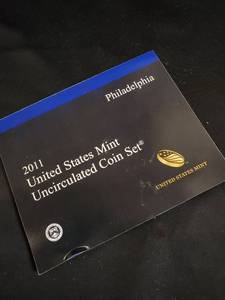 Philadelphia
2011
United States Mint
Uncirculated Coin Set®
UNITED STATES MINT